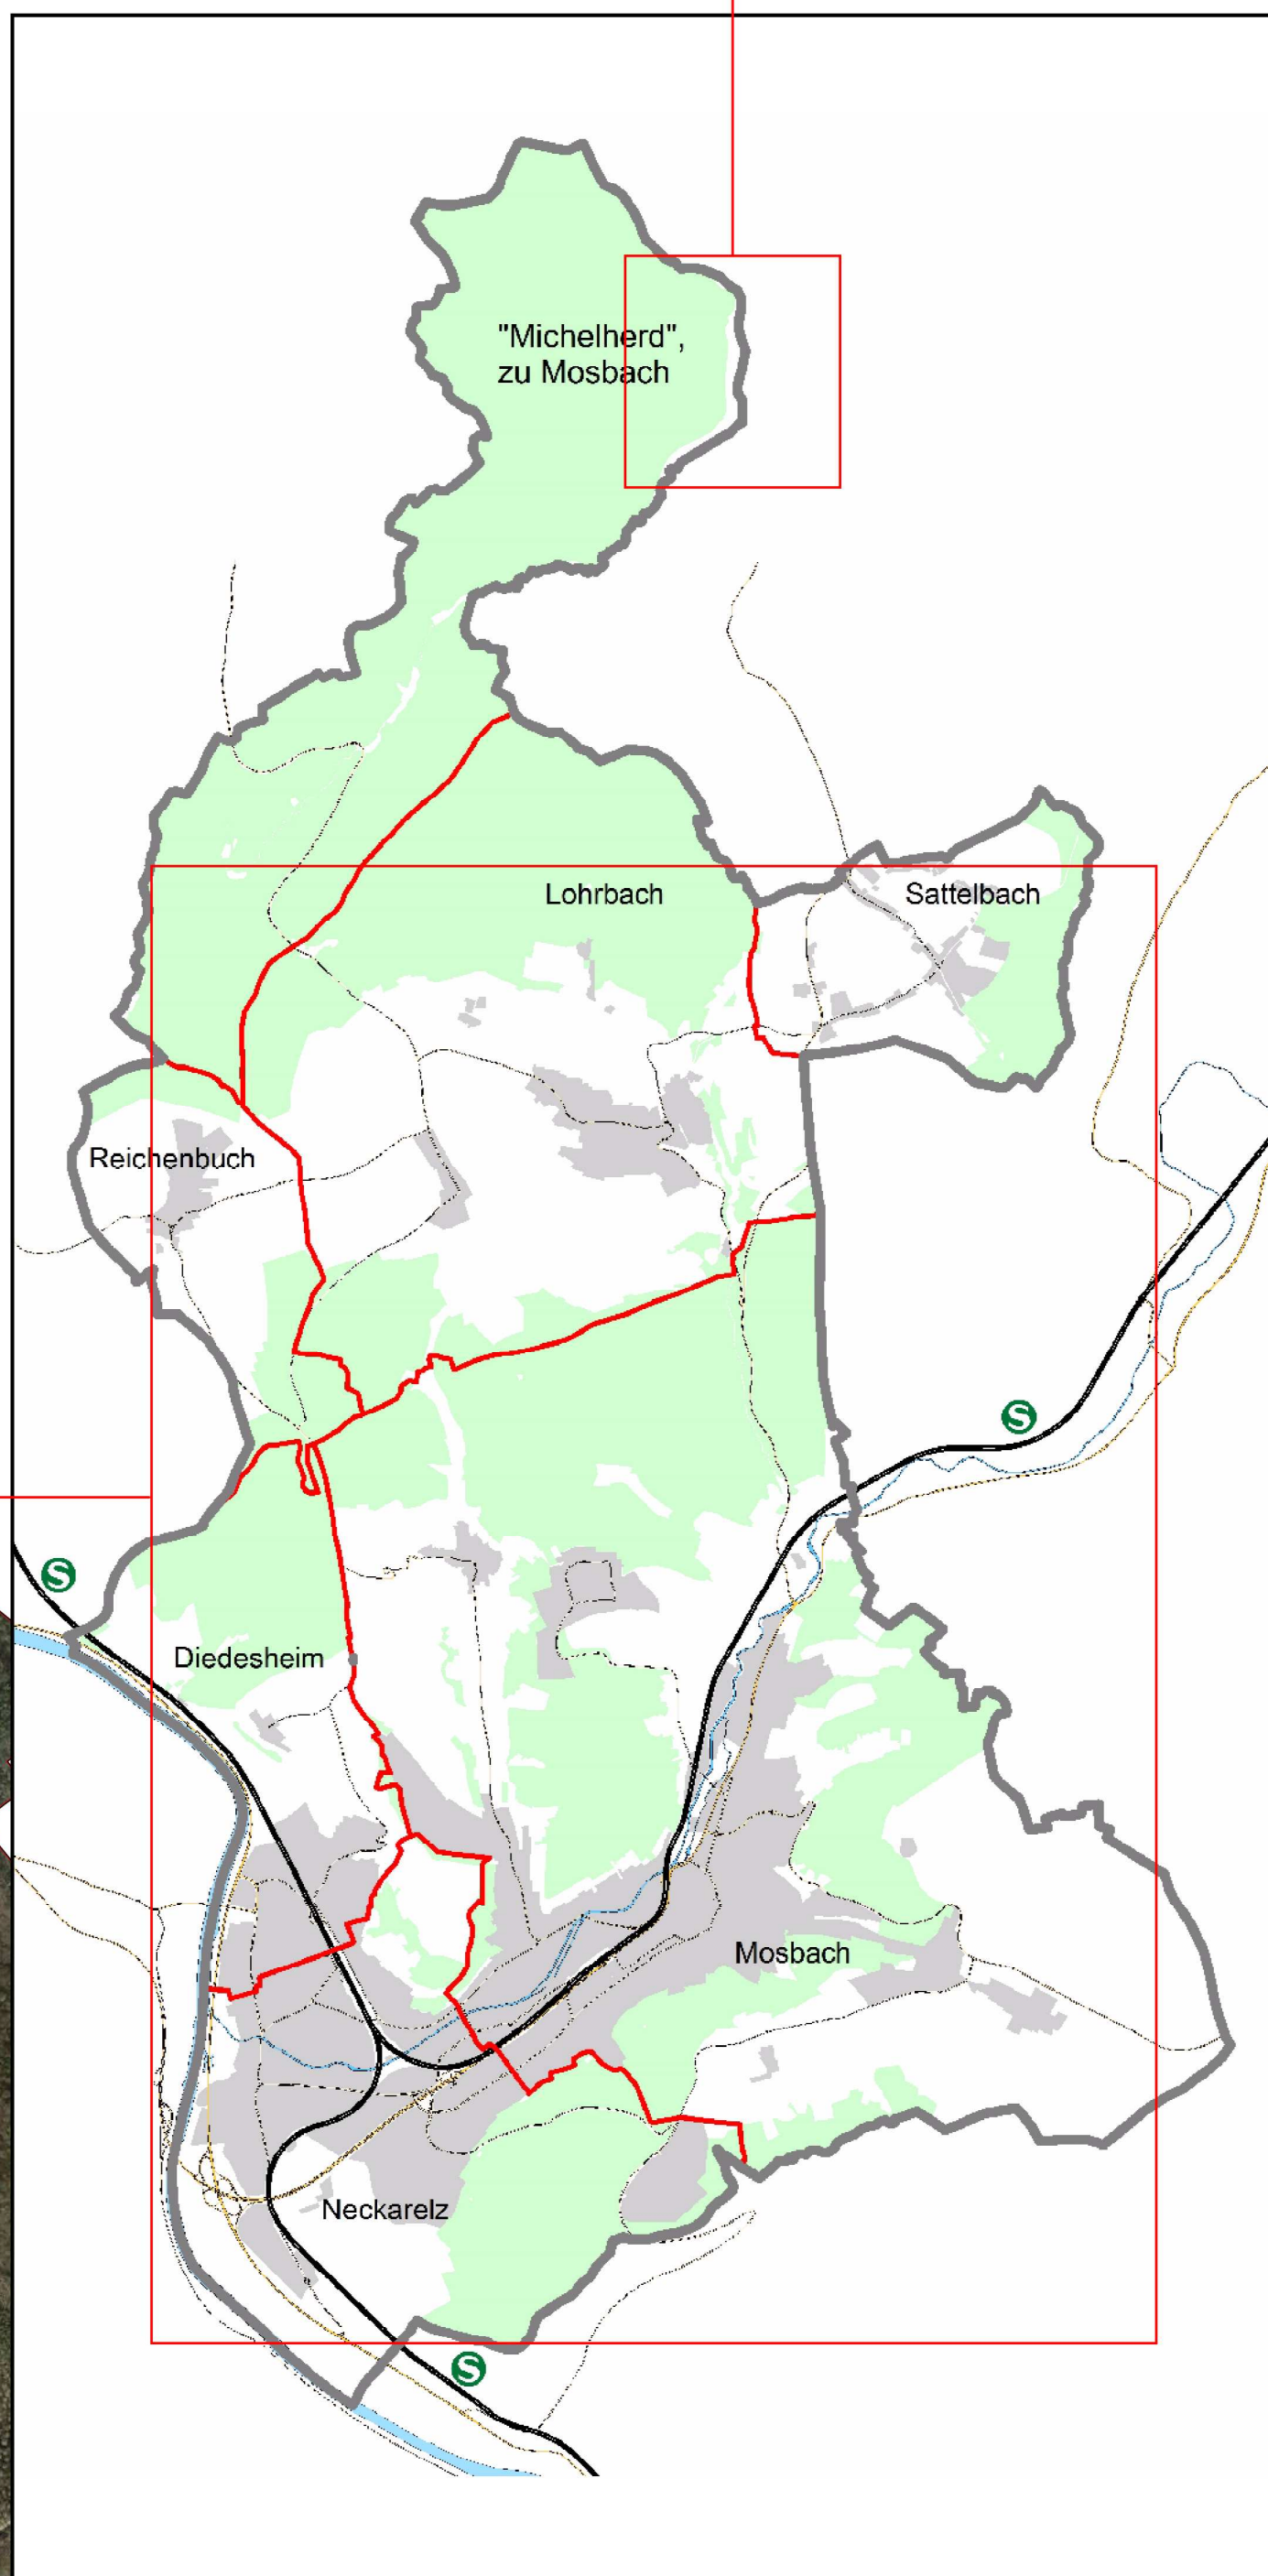 "Michelherd",
zu Mosbach
Lohrbach
Sattelbach
Reichenbuch
S
S
Diedesheim
Mosbach
Neckarelz
S